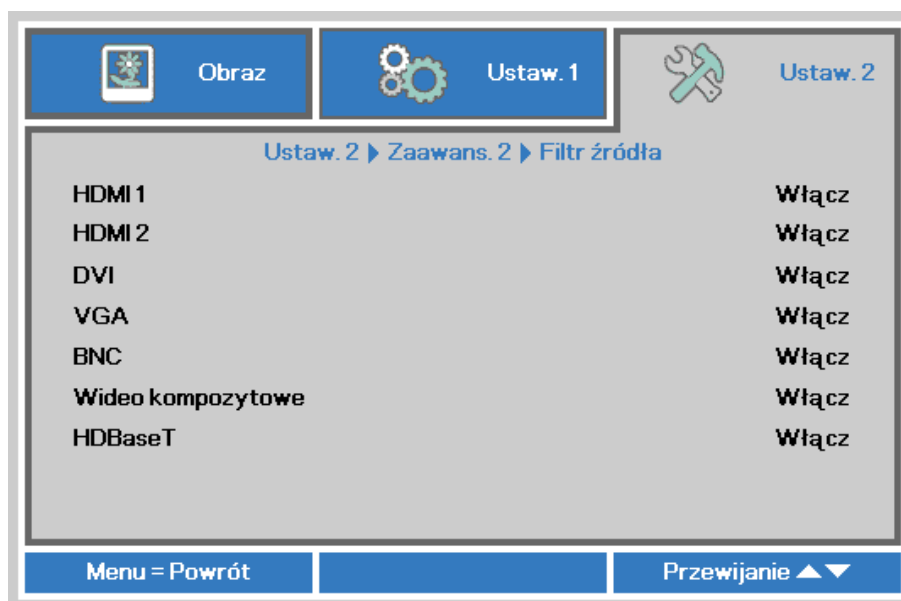 Obraz
Ustaw. 1
Ustaw. 2
Ustaw. 2 ▶ Zaawans. 2 ▶ Filtr źródła
HDMI 1 Włącz
HDMI 2 Włącz
DVI Włącz
VGA Włącz
BNC Włącz
Wideo kompozytowe Włącz
HDBaseT Włącz
Menu = Powrót
Przewijanie ▲▼